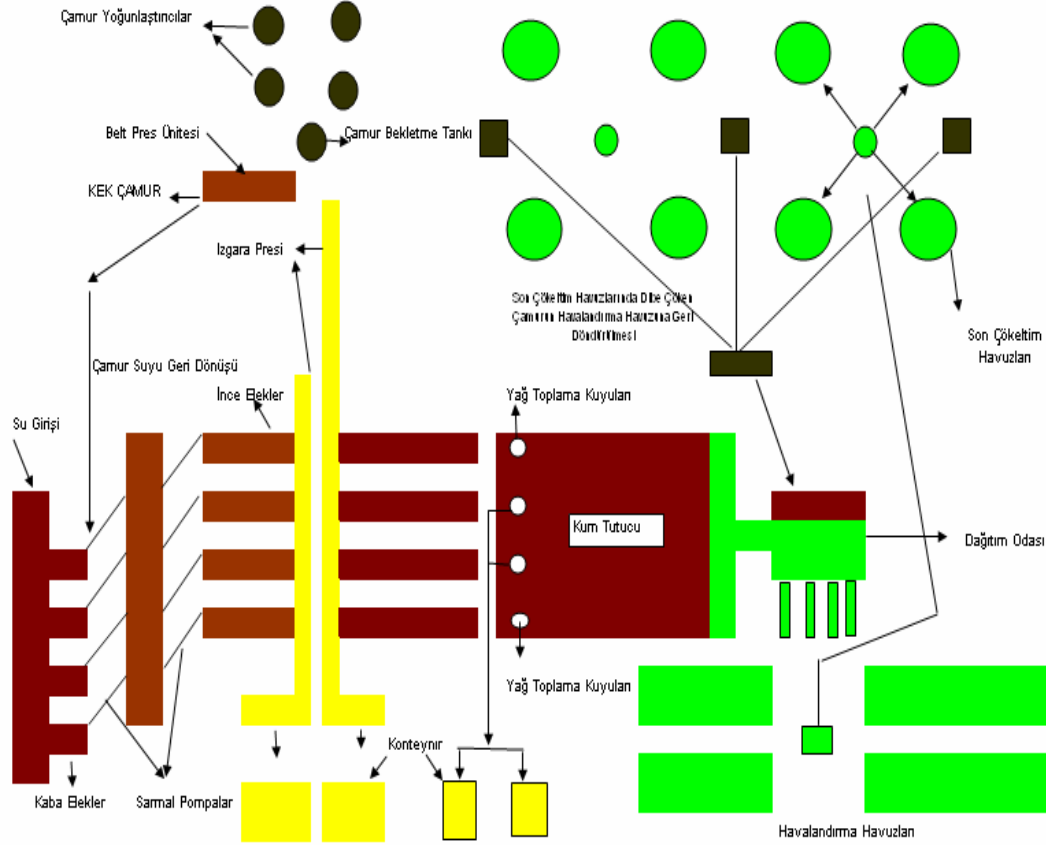 Çamur Yoğunlaştırıcılar
Belt Pres Ünitesi
Çamur Bekletme Tankı
KEK ÇAMUR
Izgara Presi
Son Çökeltim Havuzlarında Dibe Çöken
Çamurun Havalandırma Havuzuna Geri
Döndürülmesi
Son Çökeltim
Havuzları
Çamur Suyu Geri Dönüşü
İnce Elekler
Yağ Toplama Kuyuları
Su Girişi
Kum Tutucu
Dağıtım Odası
Yağ Toplama Kuyuları
Konteynır
Kaba Elekler
Sarmal Pompalar
Havalandırma Havuzları